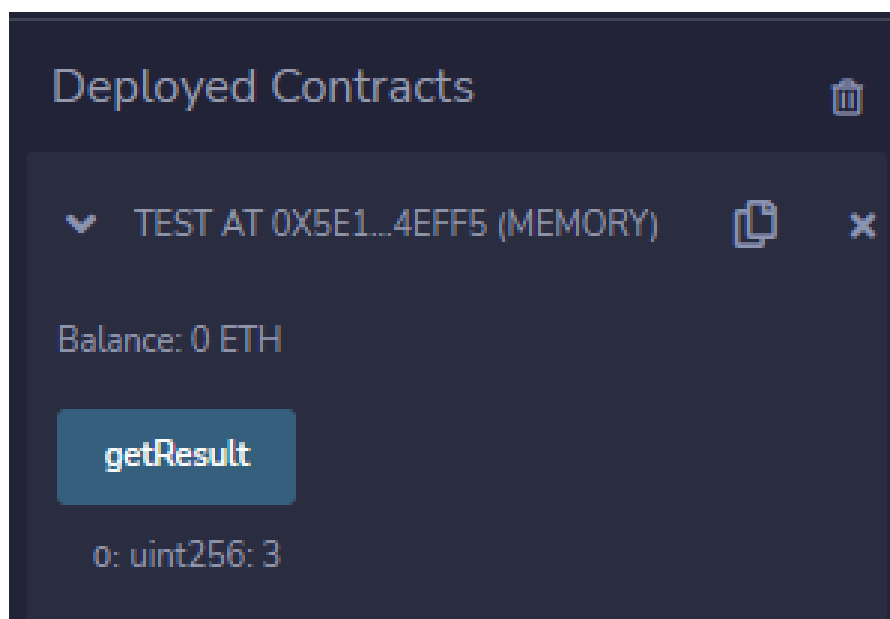 Deployed Contracts
TEST AT 0X5E1...4EFF5 (MEMORY)
Balance: 0 ETH
getResult
0: uint256: 3